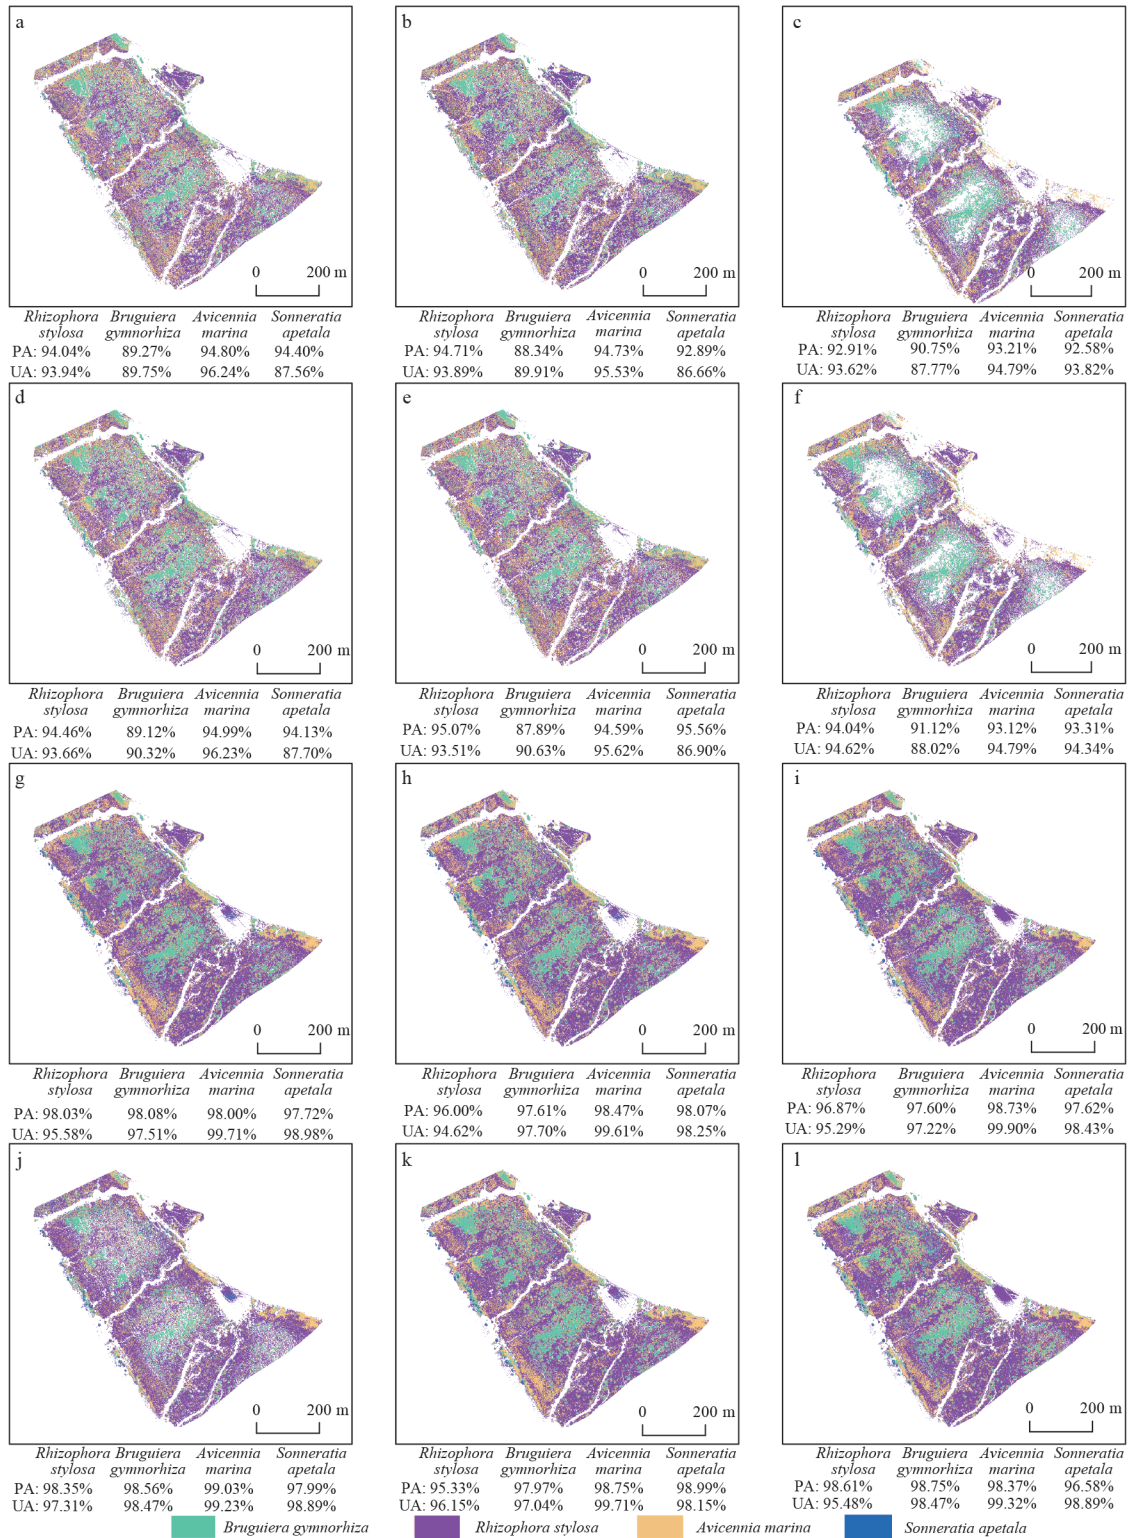 a b c
0 200 m 0 200 m 0 200 m
Rhizophora Bruguiera Avicennia Sonneratia Rhizophora Bruguiera Avicennia Sonneratia Rhizophora Bruguiera Avicennia Sonneratia
stylosa gymnorhiza marina apetala stylosa gymnorhiza marina apetala stylosa gymnorhiza marina apetala
PA: 94.04% 89.27% 94.80% 94.40% PA: 94.71% 88.34% 94.73% 92.89% PA: 92.91% 90.75% 93.21% 92.58%
UA: 93.94% 89.75% 96.24% 87.56% UA: 93.89% 89.91% 95.53% 86.66% UA: 93.62% 87.77% 94.79% 93.82%
d e f
0 200 m 0 200 m 0 200 m
Rhizophora Bruguiera Avicennia Sonneratia Rhizophora Bruguiera Avicennia Sonneratia Rhizophora Bruguiera Avicennia Sonneratia
stylosa gymnorhiza marina apetala stylosa gymnorhiza marina apetala stylosa gymnorhiza marina apetala
PA: 94.46% 89.12% 94.99% 94.13% PA: 95.07% 87.89% 94.59% 95.56% PA: 94.04% 91.12% 93.12% 93.31%
UA: 93.66% 90.32% 96.23% 87.70% UA: 93.51% 90.63% 95.62% 86.90% UA: 94.62% 88.02% 94.79% 94.34%
g h i
0 200 m 0 200 m 0 200 m
Rhizophora Bruguiera Avicennia Sonneratia Rhizophora Bruguiera Avicennia Sonneratia Rhizophora Bruguiera Avicennia Sonneratia
stylosa gymnorhiza marina apetala stylosa gymnorhiza marina apetala stylosa gymnorhiza marina apetala
PA: 98.03% 98.08% 98.00% 97.72% PA: 96.00% 97.61% 98.47% 98.07% PA: 96.87% 97.60% 98.73% 97.62%
UA: 95.58% 97.51% 99.71% 98.98% UA: 94.62% 97.70% 99.61% 98.25% UA: 95.29% 97.22% 99.90% 98.43%
j k l
0 200 m 0 200 m 0 200 m
Rhizophora Bruguiera Avicennia Sonneratia Rhizophora Bruguiera Avicennia Sonneratia Rhizophora Bruguiera Avicennia Sonneratia
stylosa gymnorhiza marina apetala stylosa gymnorhiza marina apetala stylosa gymnorhiza marina apetala
PA: 98.35% 98.56% 99.03% 97.99% PA: 95.33% 97.97% 98.75% 98.99% PA: 98.61% 98.75% 98.37% 96.58%
UA: 97.31% 98.47% 99.23% 98.89% UA: 96.15% 97.04% 99.71% 98.15% UA: 95.48% 98.47% 99.32% 98.89%
Bruguiera gymnorhiza Rhizophora stylosa Avicennia marina Sonneratia apetala